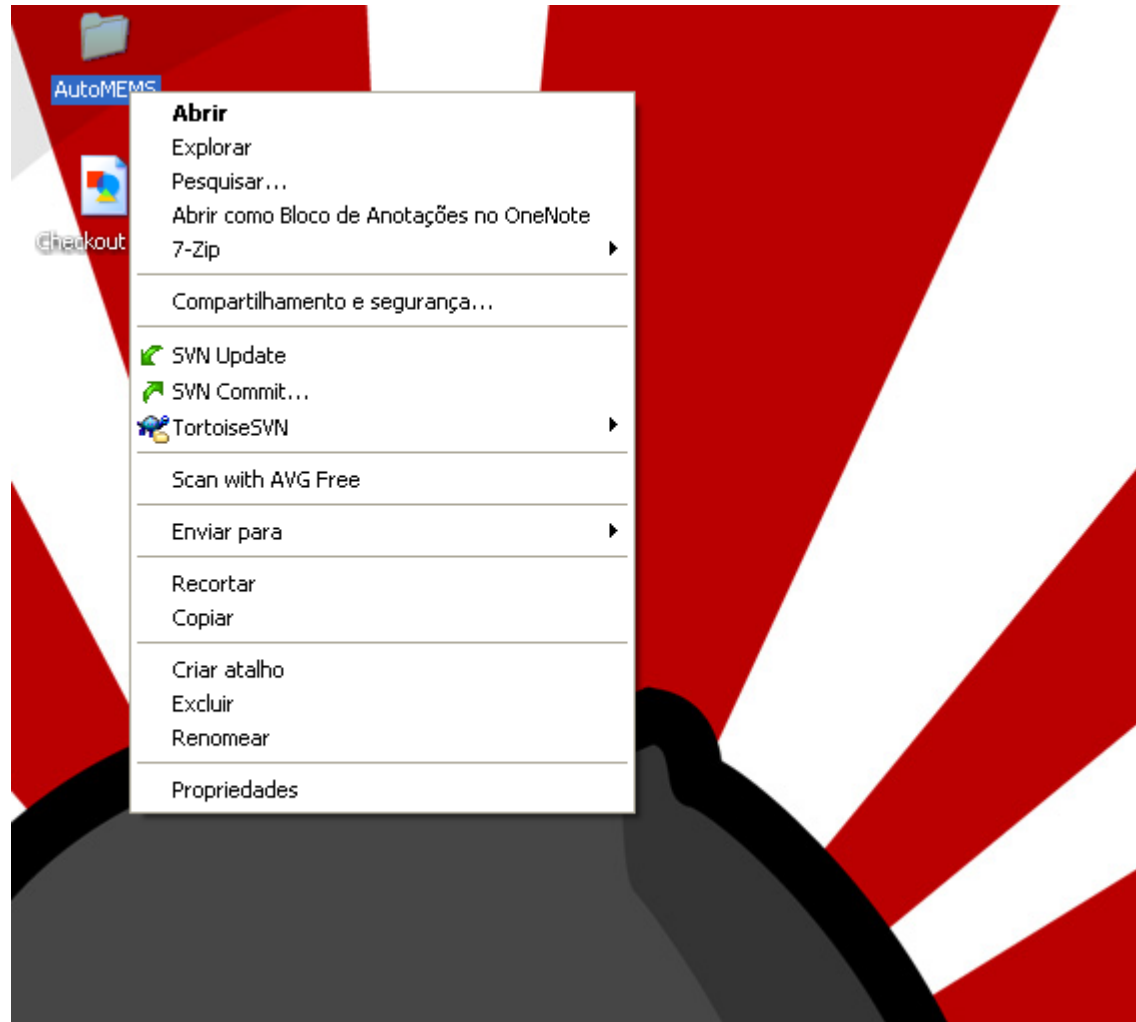 AutoMEMS
Checkout
Abrir
Explorar
Pesquisar...
Abrir como Bloco de Anotações no OneNote
7-Zip
Compartilhamento e segurança...
SVN Update
SVN Commit...
TortoiseSVN
Scan with AVG Free
Enviar para
Recortar
Copiar
Criar atalho
Excluir
Renomear
Propriedades